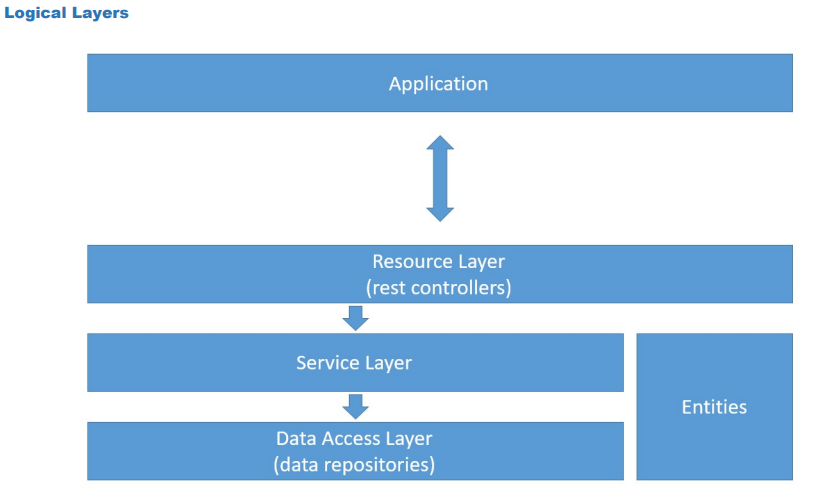 Logical Layers
Application
Resource Layer
(rest controllers)
Service Layer
Entities
Data Access Layer
(data repositories)